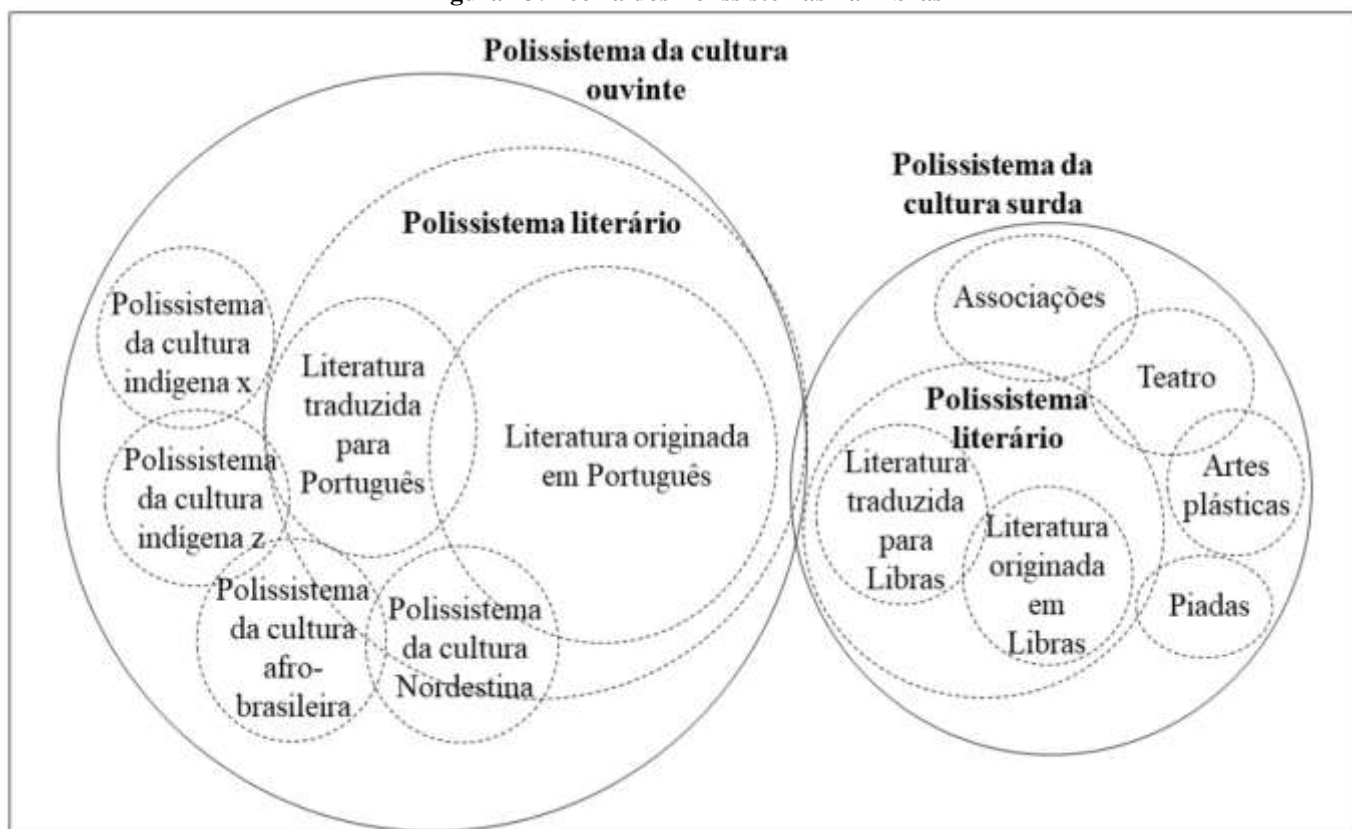 Polissistema da cultura
ouvinte
Polissistema literário
Polissistema
da cultura
indígena x
Polissistema
da cultura
indígena z
Polissistema
da cultura
afro-
brasileira
Polissistema
da cultura
Nordestina
Literatura
traduzida
para
Português
Literatura originada
em Português
Polissistema da
cultura surda
Associações
Teatro
Polissistema
literário
Artes
plásticas
Literatura
traduzida
para
Libras
Literatura
originada
em
Libras
Piadas